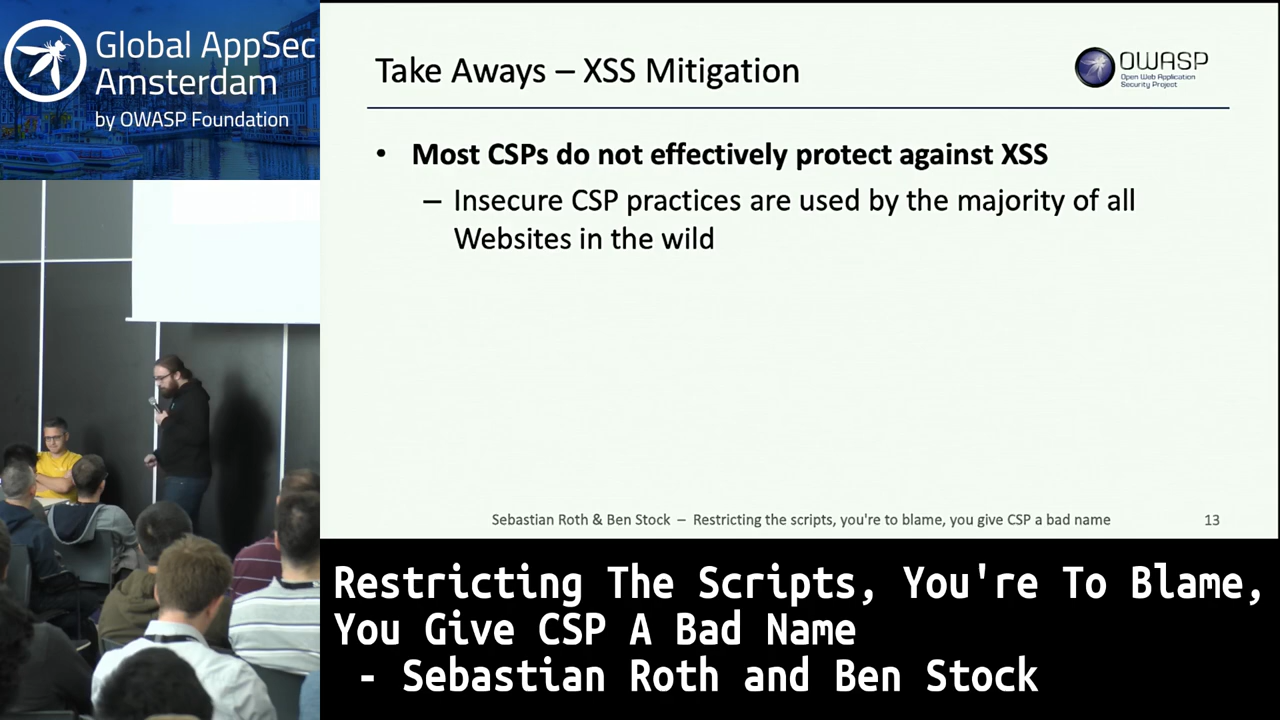 Global AppSec
Amsterdam
by OWASP Foundation
Take Aways – XSS Mitigation
OWASP
Open Web Application
Security Project
• Most CSPs do not effectively protect against XSS
– Insecure CSP practices are used by the majority of all
Websites in the wild
Sebastian Roth & Ben Stock – Restricting the scripts, you're to blame, you give CSP a bad name
13
Restricting The Scripts, You're To Blame,
You Give CSP A Bad Name
- Sebastian Roth and Ben Stock